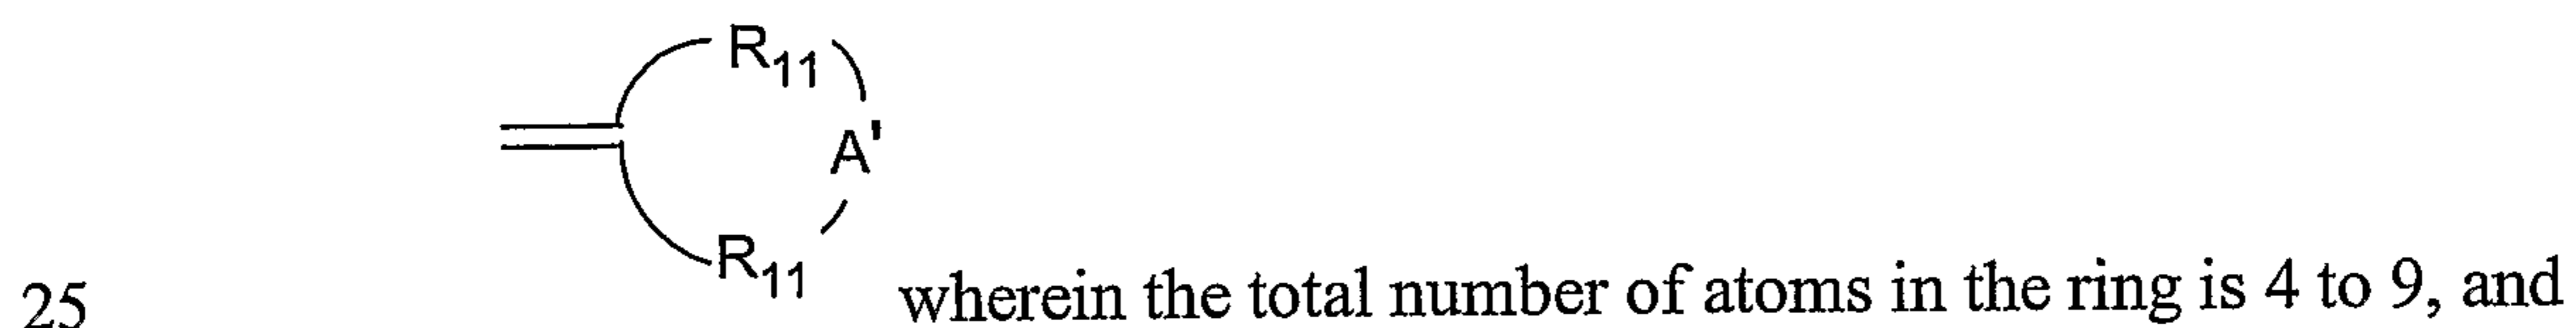 R11
A'
R11
25 wherein the total number of atoms in the ring is 4 to 9, and